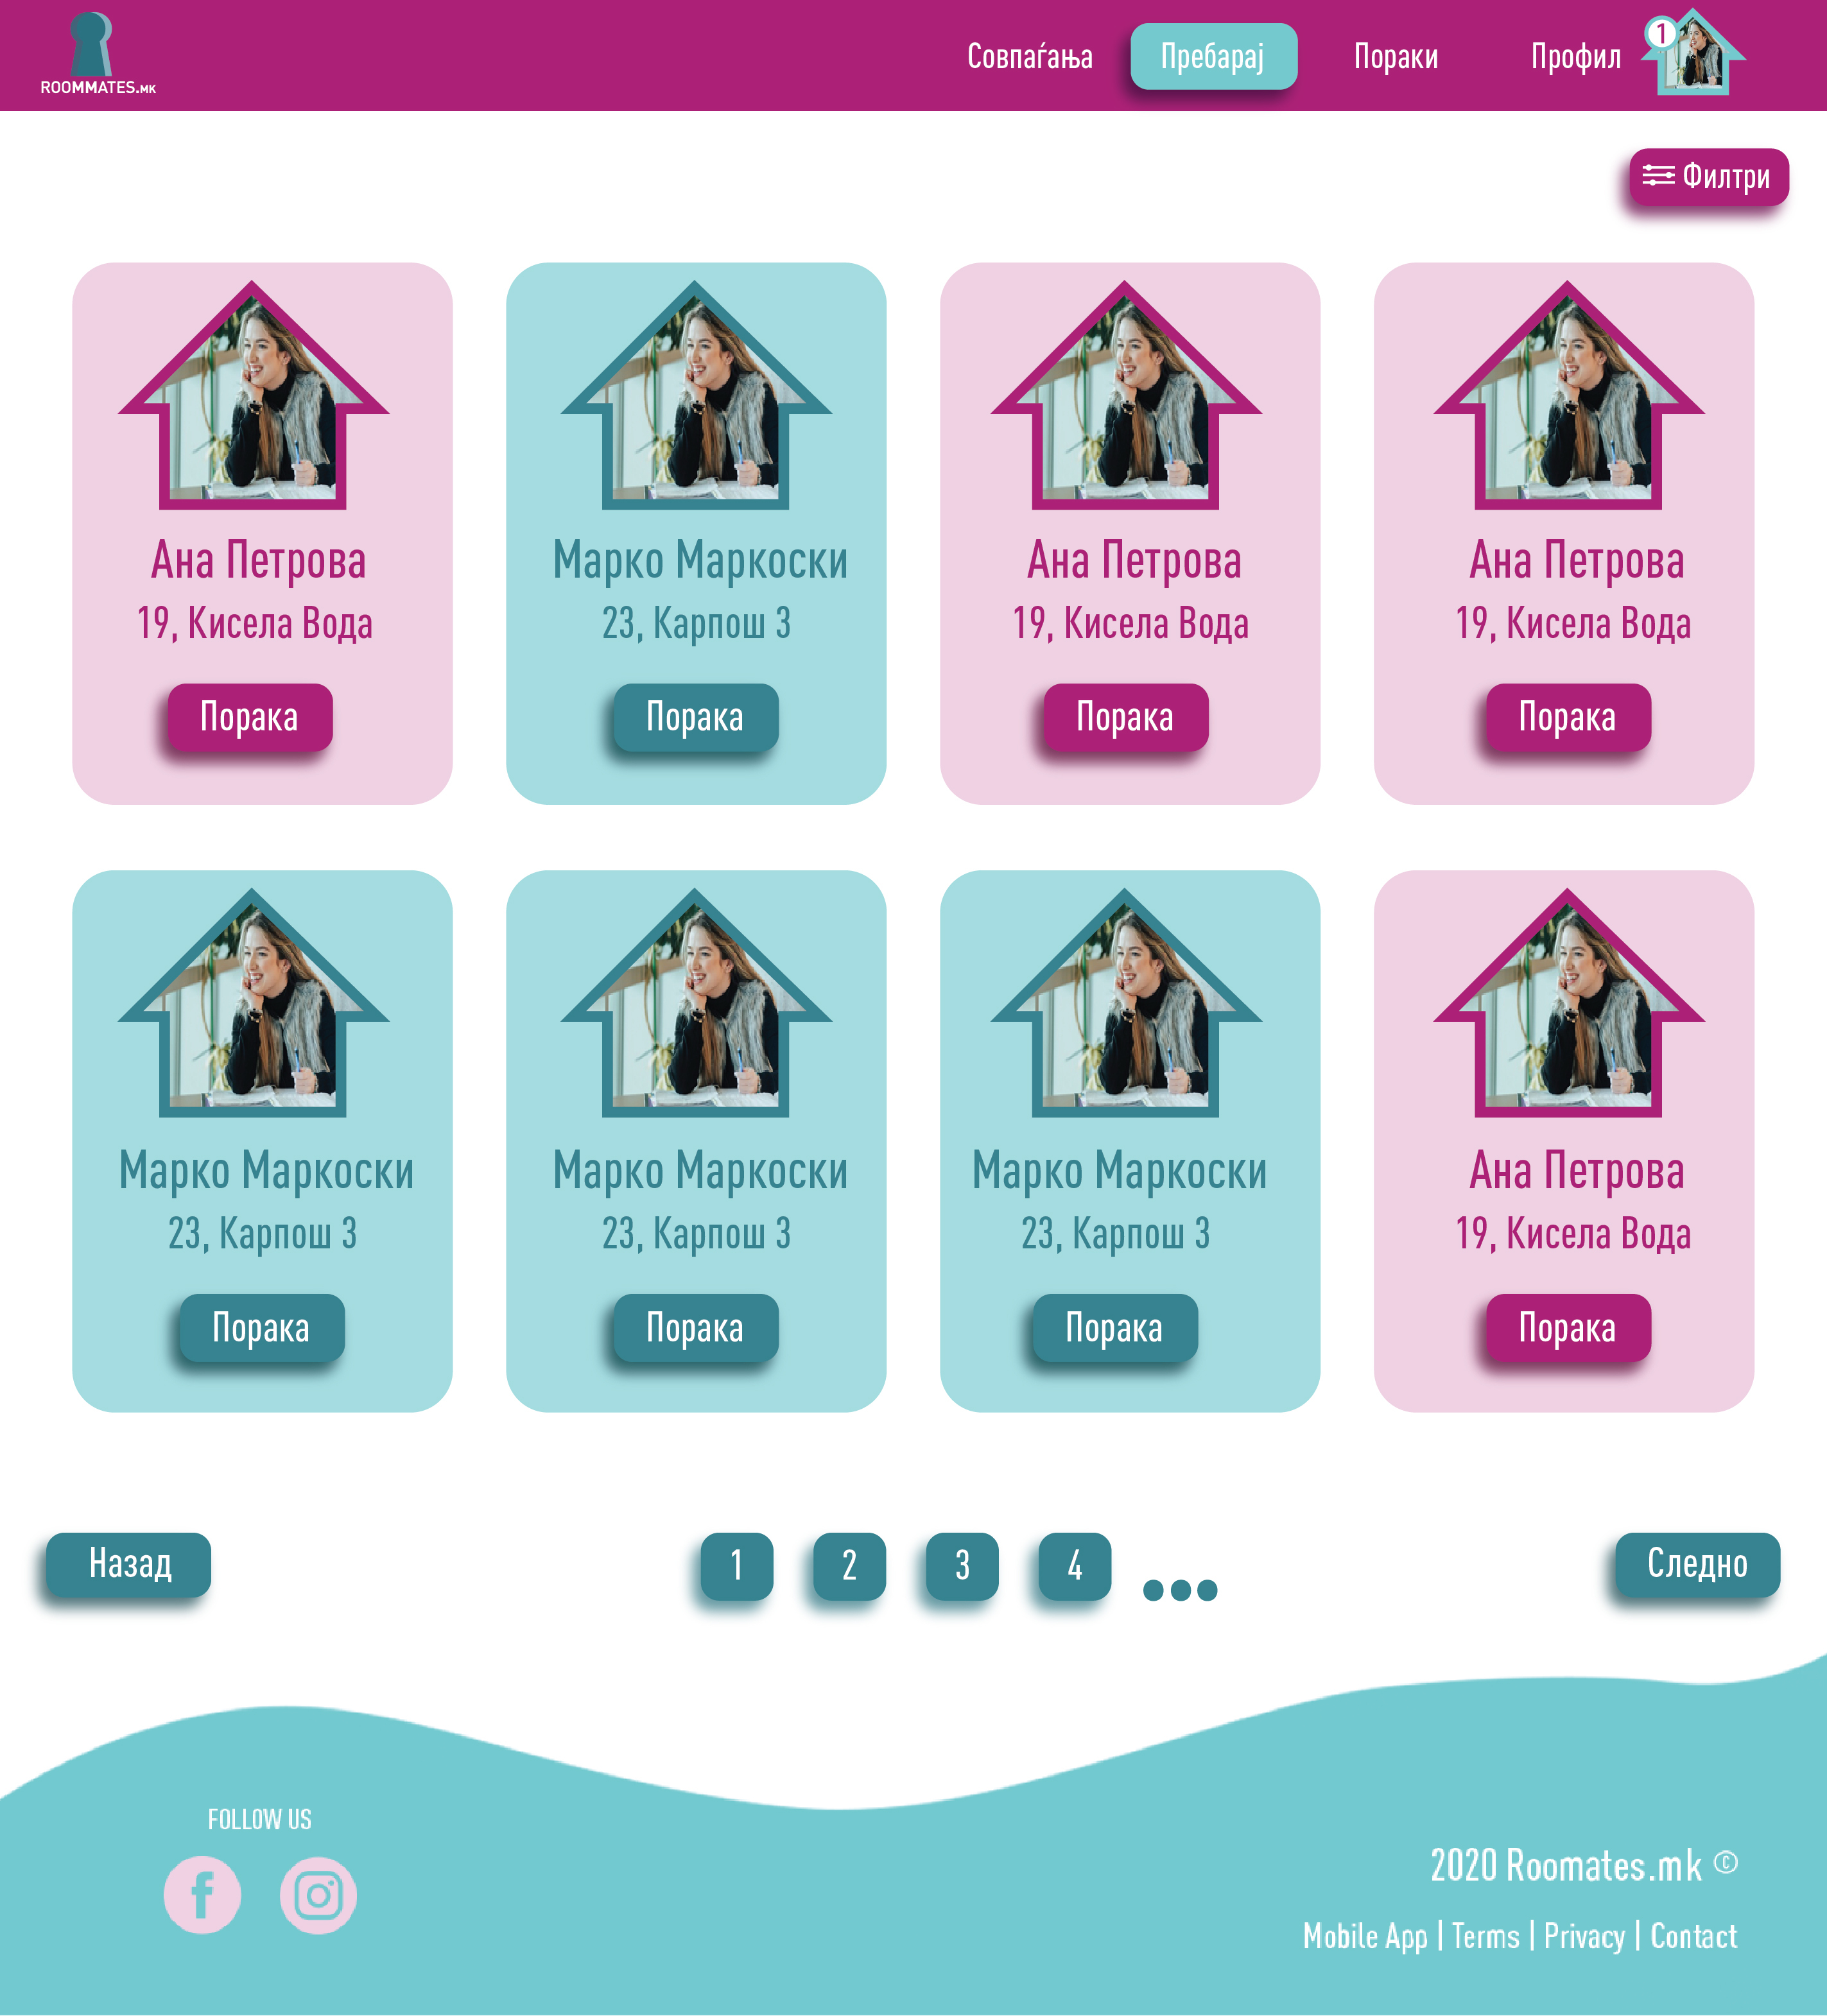 ROOMMATES.MK
Совпаѓања
Пребарај
Пораки
Профил
1
Филтри
Ана Петрова
19, Кисела Вода
Порака
Марко Маркоски
23, Карпош 3
Порака
Ана Петрова
19, Кисела Вода
Порака
Ана Петрова
19, Кисела Вода
Порака
Марко Маркоски
23, Карпош 3
Порака
Марко Маркоски
23, Карпош 3
Порака
Марко Маркоски
23, Карпош 3
Порака
Ана Петрова
19, Кисела Вода
Порака
Назад
1 2 3 4 ...
Следно
FOLLOW US
2020 Roomates.mk ©
Mobile App | Terms | Privacy | Contact